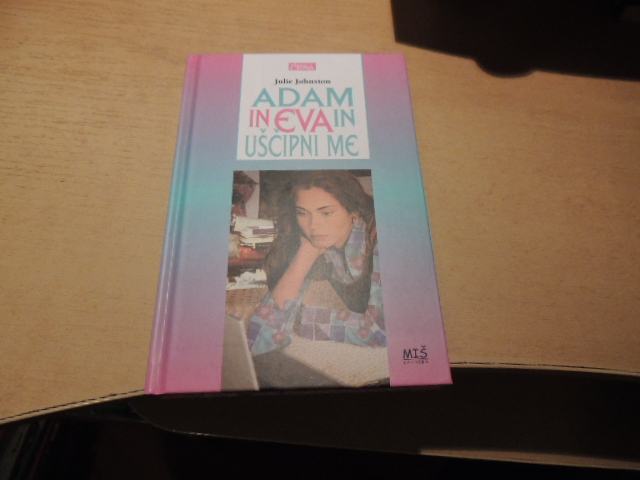 Julie Johnston
ADAM
IN EVA IN
UŠČIPNI ME
MIŠ